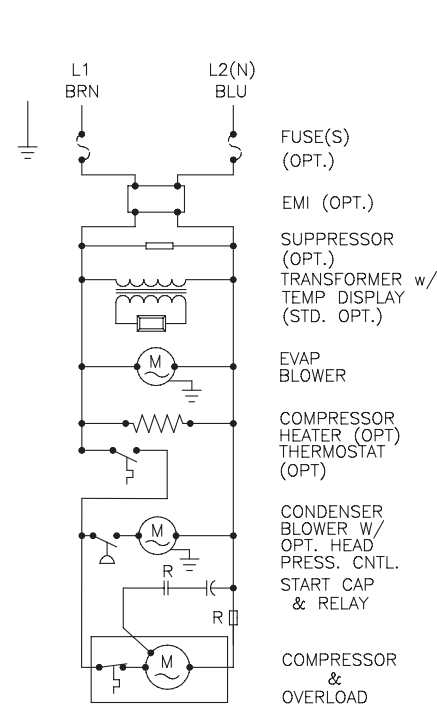 L1
BRN
L2(N)
BLU
FUSE(S)
(OPT.)
EMI (OPT.)
SUPPRESSOR
(OPT.)
TRANSFORMER w/
TEMP DISPLAY
(STD. OPT.)
M
EVAP
BLOWER
COMPRESSOR
HEATER (OPT)
THERMOSTAT
(OPT)
M
CONDENSER
BLOWER W/
OPT. HEAD
PRESS. CNTL.
R
START CAP
& RELAY
R
M
COMPRESSOR
&
OVERLOAD